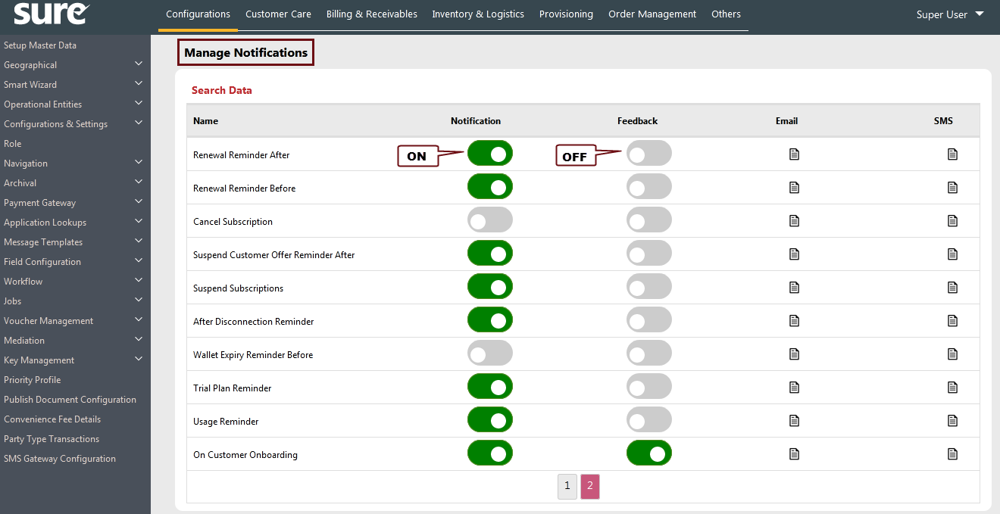 sure
Configurations Customer Care Billing & Receivables Inventory & Logistics Provisioning Order Management Others Super User
Setup Master Data
Geographical
Smart Wizard
Operational Entities
Configurations & Settings
Role
Navigation
Archival
Payment Gateway
Application Lookups
Message Templates
Field Configuration
Workflow
Jobs
Voucher Management
Mediation
Key Management
Priority Profile
Publish Document Configuration
Convenience Fee Details
Party Type Transactions
SMS Gateway Configuration
Manage Notifications
Search Data
Name Notification Feedback Email SMS
Renewal Reminder After ON OFF
Renewal Reminder Before
Cancel Subscription
Suspend Customer Offer Reminder After
Suspend Subscriptions
After Disconnection Reminder
Wallet Expiry Reminder Before
Trial Plan Reminder
Usage Reminder
On Customer Onboarding
1 2